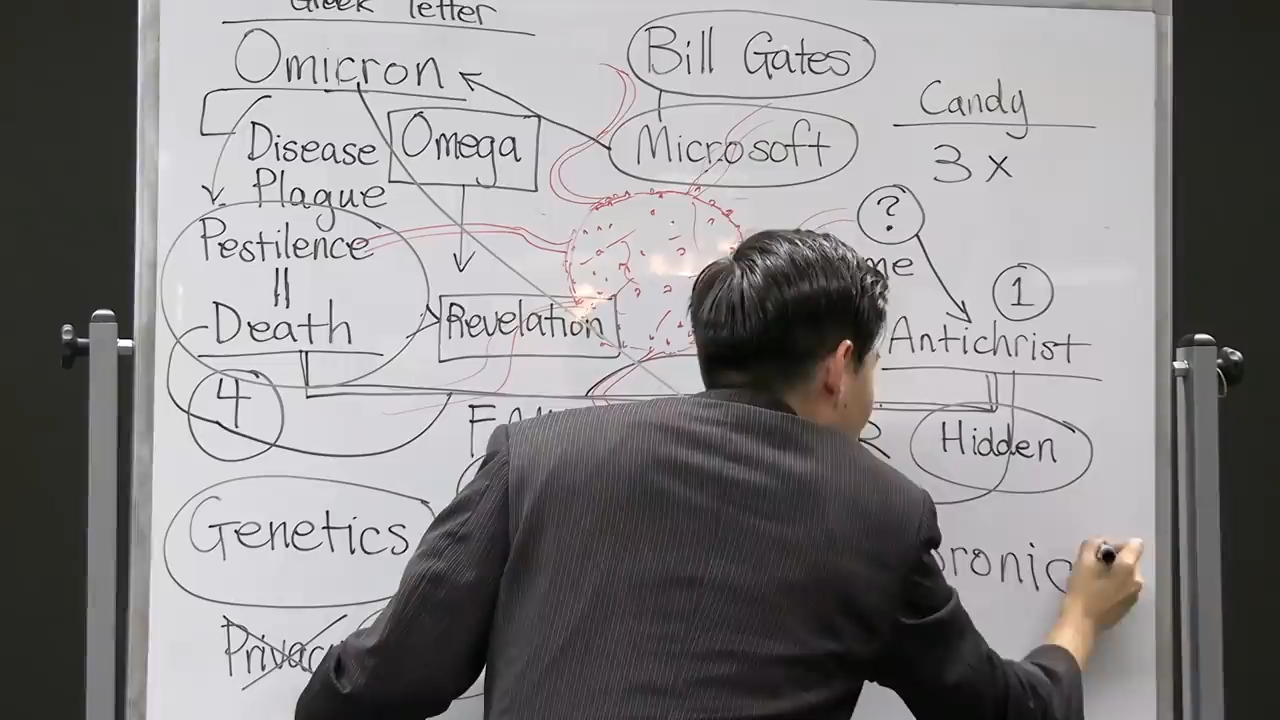 Greek letter
Omicron
Bill Gates
Microsoft
Candy
3x
Disease
Plague
Omega
Pestilence
Death
4
Revelation
?
1
Antichrist
Hidden
Genetics
Privacy